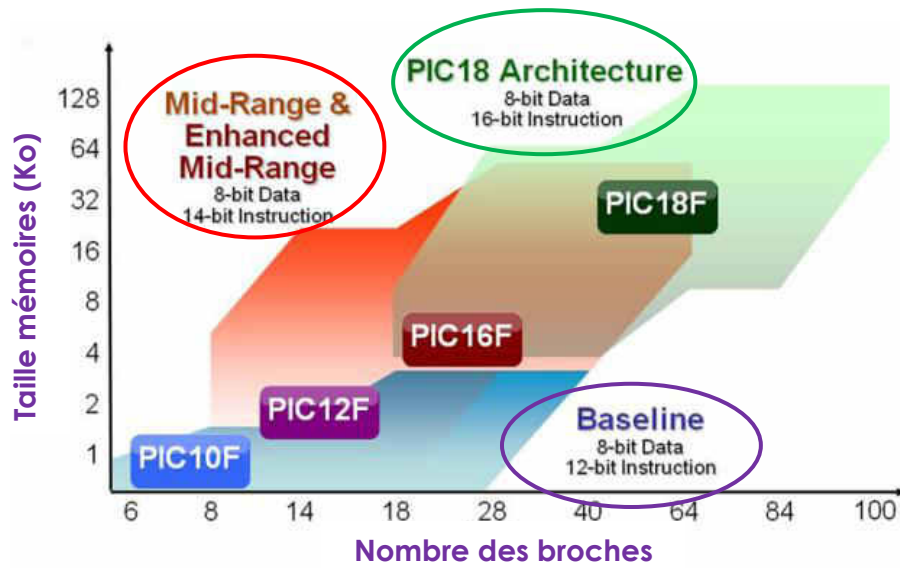 PIC18 Architecture
8-bit Data
16-bit Instruction
Mid-Range &
Enhanced
Mid-Range
8-bit Data
14-bit Instruction
Taille mémoires (Ko)
128
64
32
16
8
4
2
1
PIC18F
PIC16F
PIC12F
PIC10F
Baseline
8-bit Data
12-bit Instruction
6 8 14 18 28 40 64 84 100
Nombre des broches